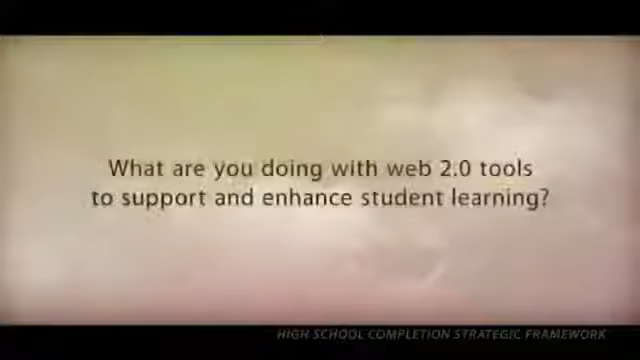 What are you doing with web 2.0 tools
to support and enhance student learning?
HIGH SCHOOL COMPLETION STRATEGIC FRAMEWORK